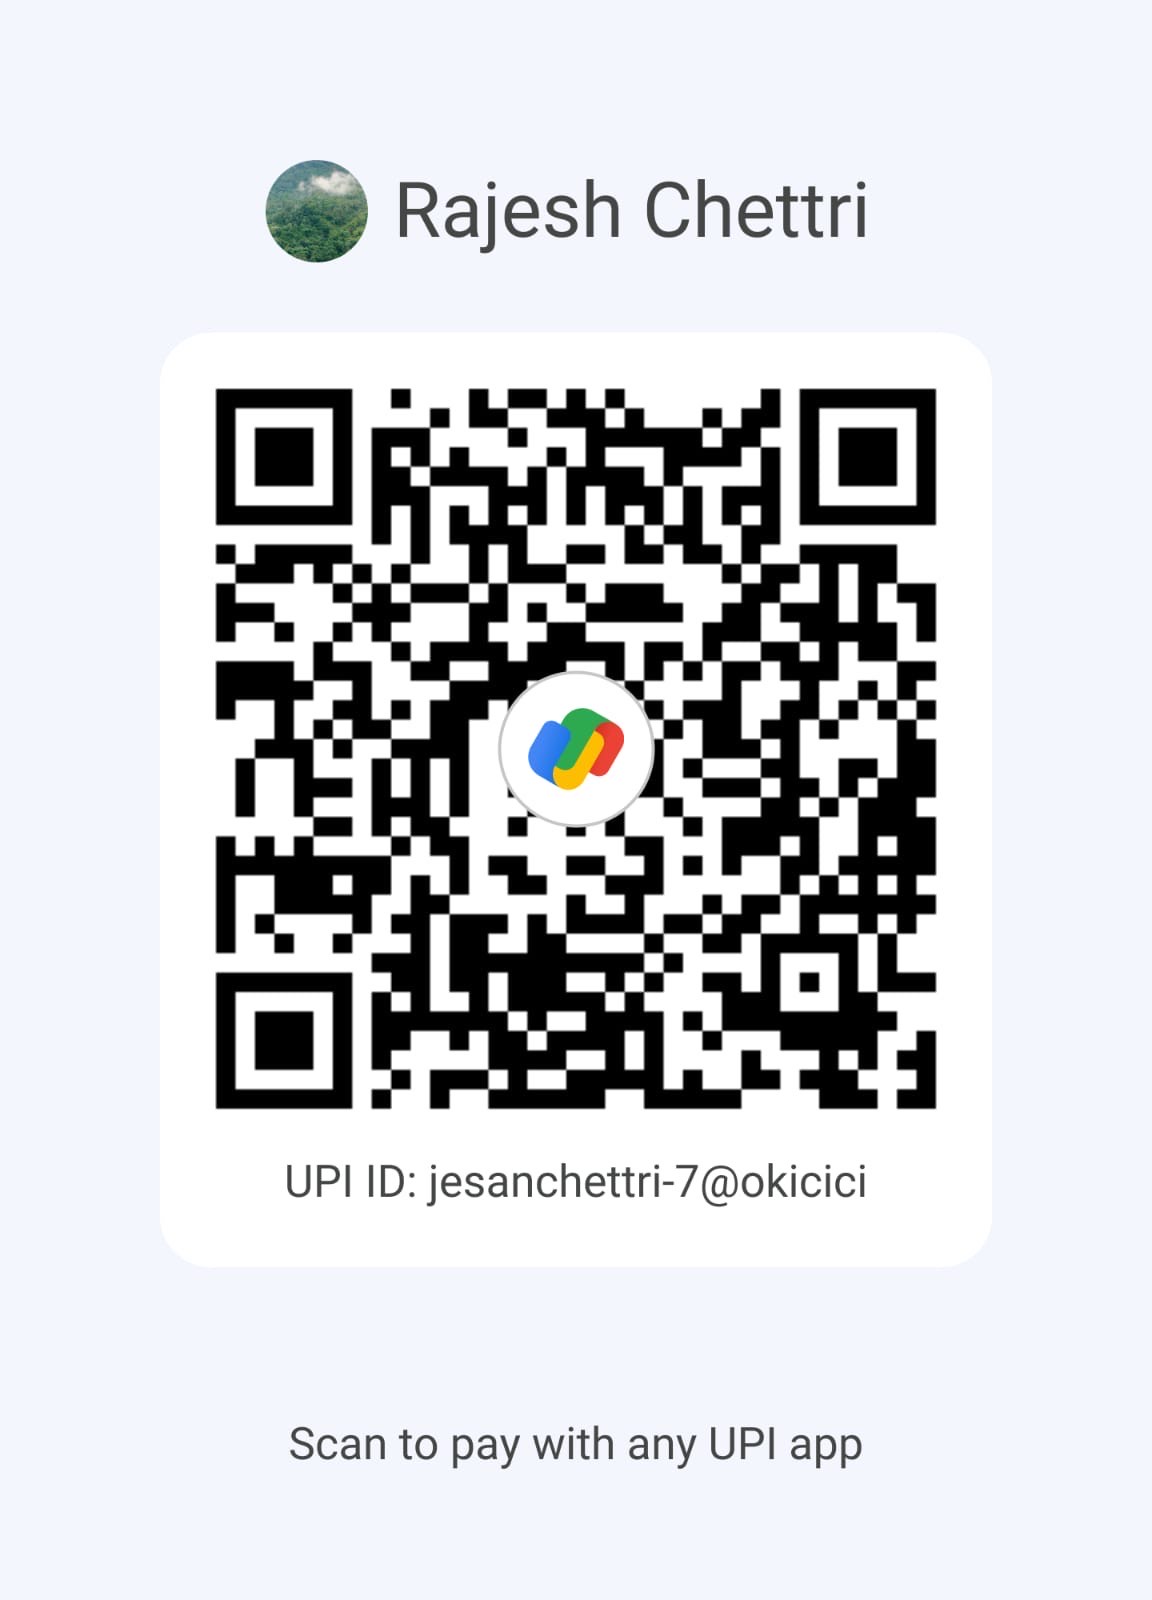 Rajesh Chettri
UPI ID: jesanchettri-7@okicici
Scan to pay with any UPI app